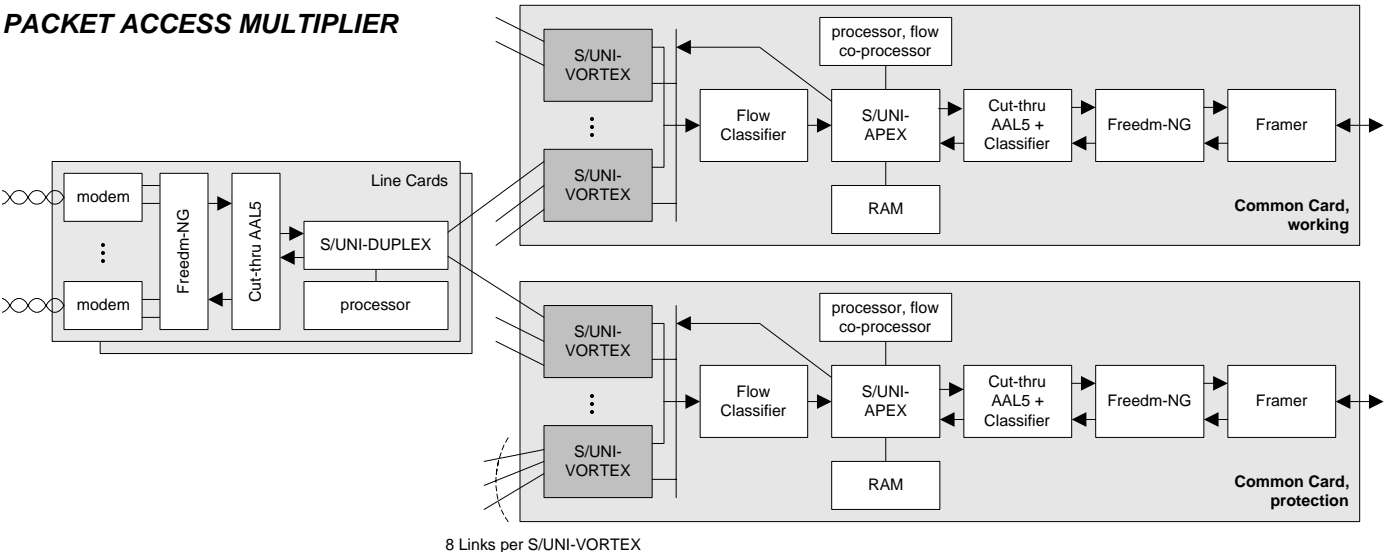 PACKET ACCESS MULTIPLIER
Line Cards
modem
modem
Freedm-NG
Cut-thru AAL5
S/UNI-DUPLEX
processor
S/UNI-
VORTEX
S/UNI-
VORTEX
Flow
Classifier
processor, flow
co-processor
S/UNI-
APEX
RAM
Cut-thru
AAL5 +
Classifier
Freedm-NG
Framer
Common Card,
working
S/UNI-
VORTEX
S/UNI-
VORTEX
Flow
Classifier
processor, flow
co-processor
S/UNI-
APEX
RAM
Cut-thru
AAL5 +
Classifier
Freedm-NG
Framer
Common Card,
protection
8 Links per S/UNI-VORTEX